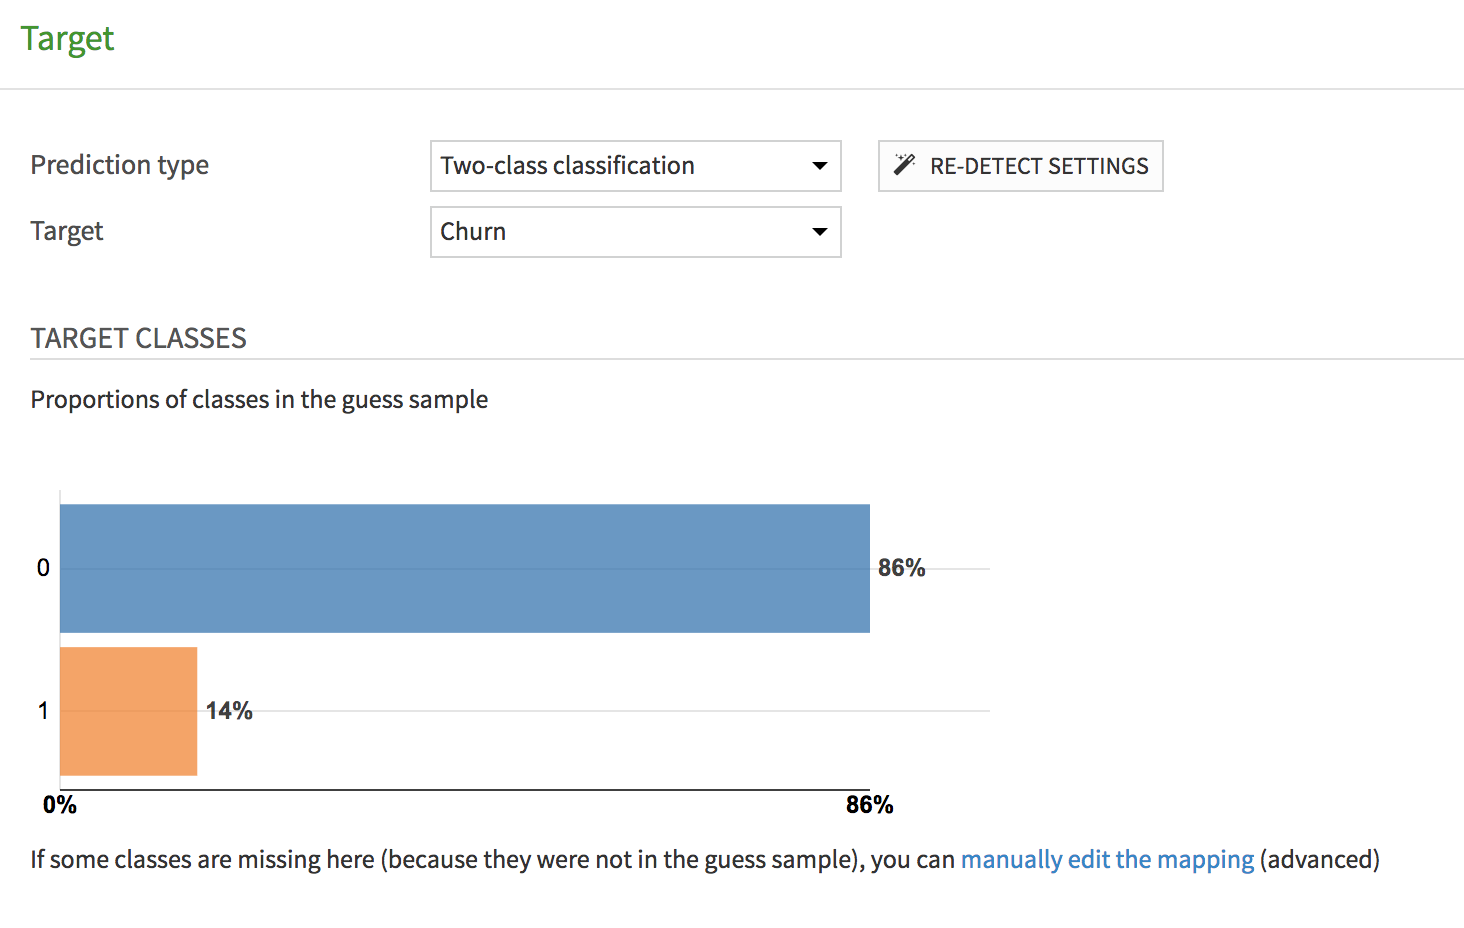 Target
Prediction type
Two-class classification
RE-DETECT SETTINGS
Target
Churn
TARGET CLASSES
Proportions of classes in the guess sample
0
86%
1
14%
0%
86%
If some classes are missing here (because they were not in the guess sample), you can manually edit the mapping (advanced)